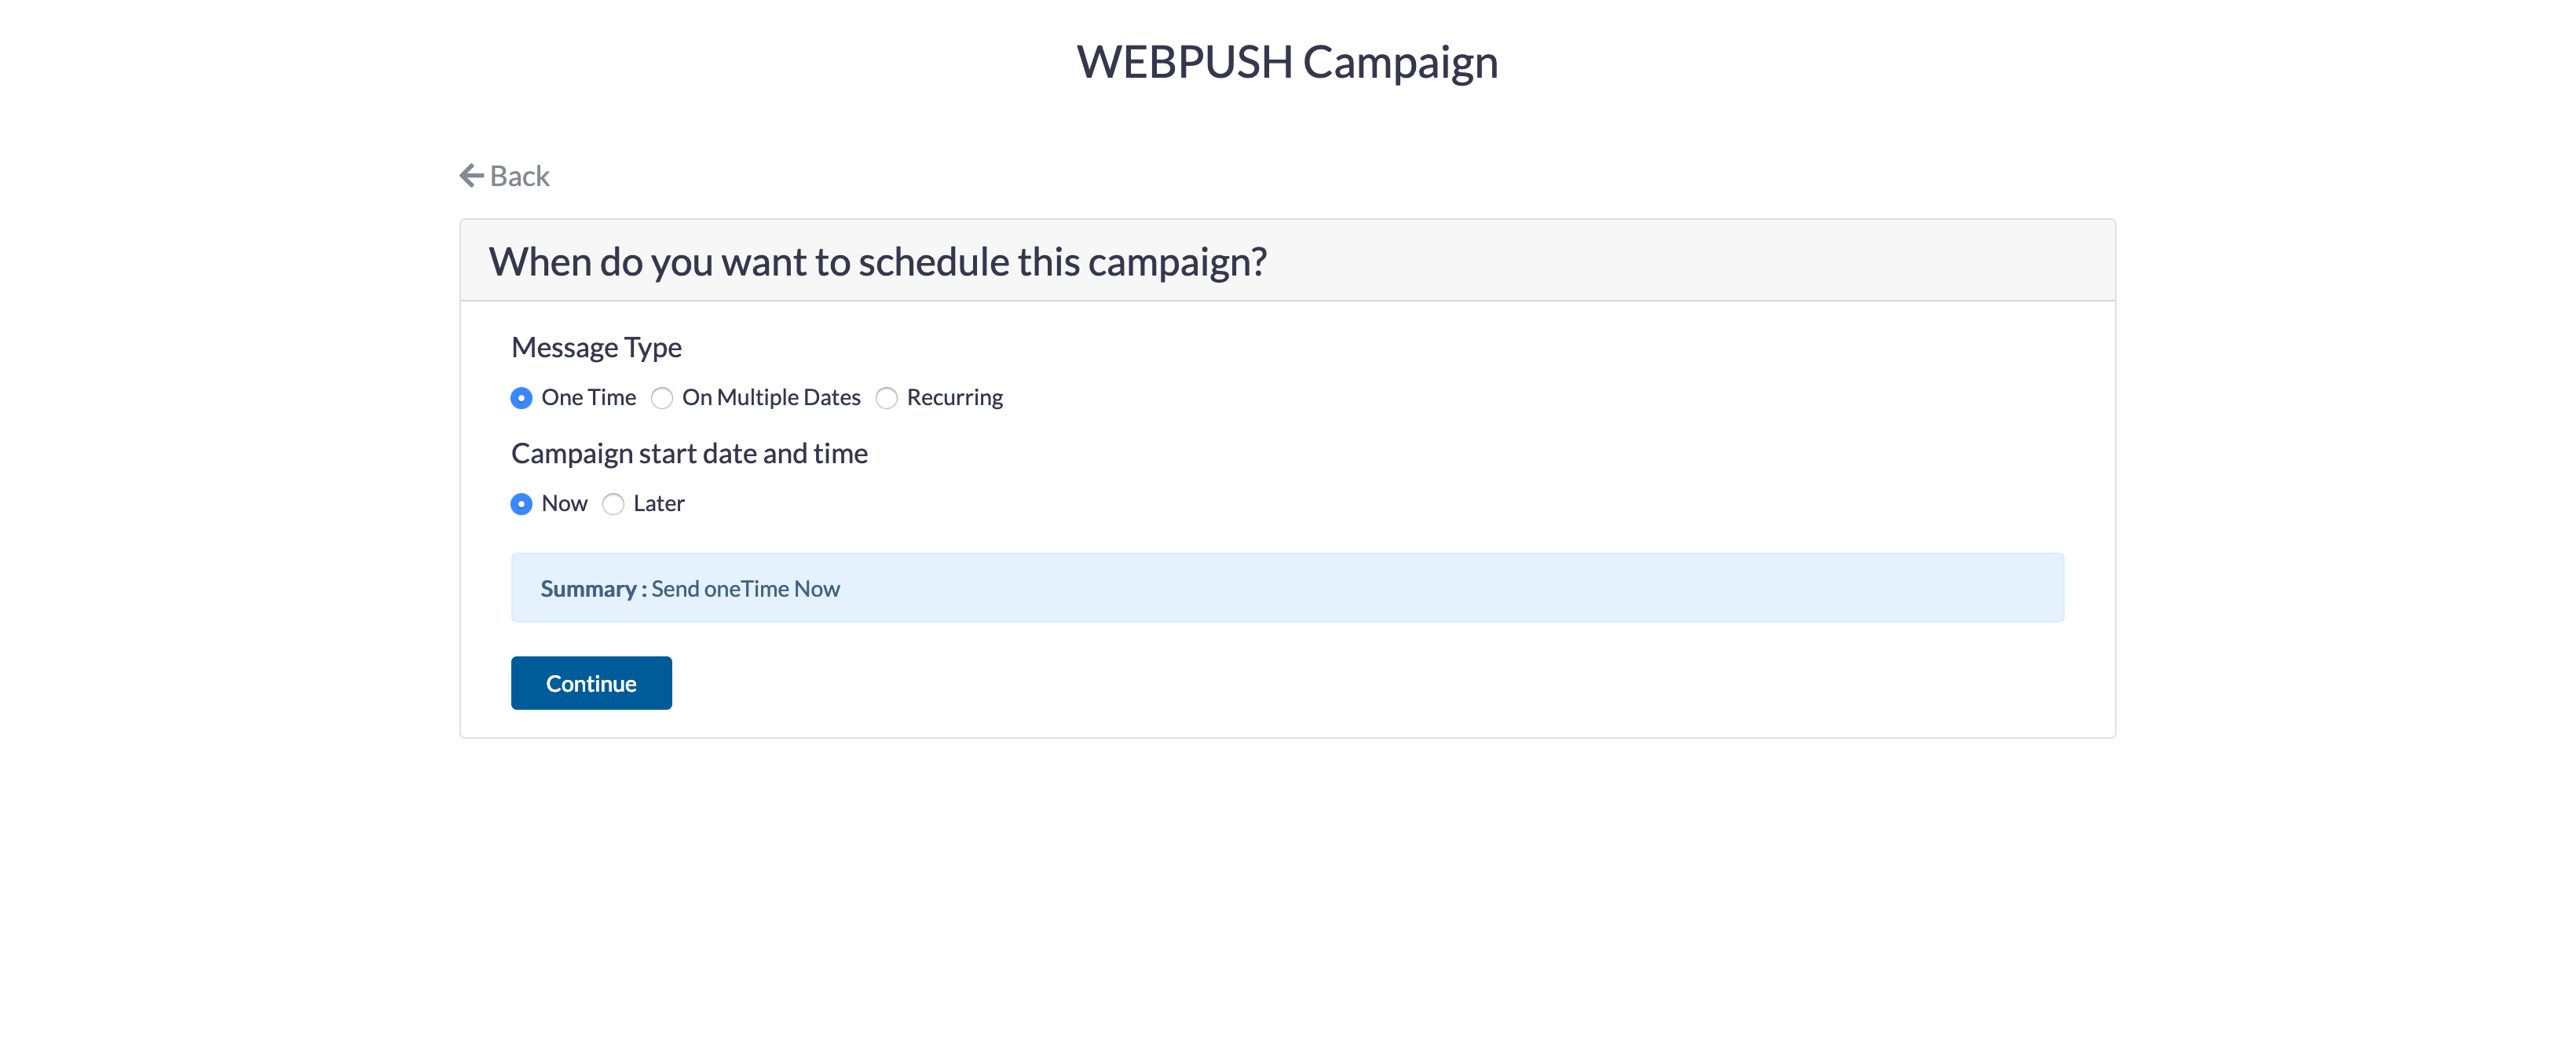 WEBPUSH Campaign
Back
When do you want to schedule this campaign?
Message Type
One Time On Multiple Dates Recurring
Campaign start date and time
Now Later
Summary : Send oneTime Now
Continue